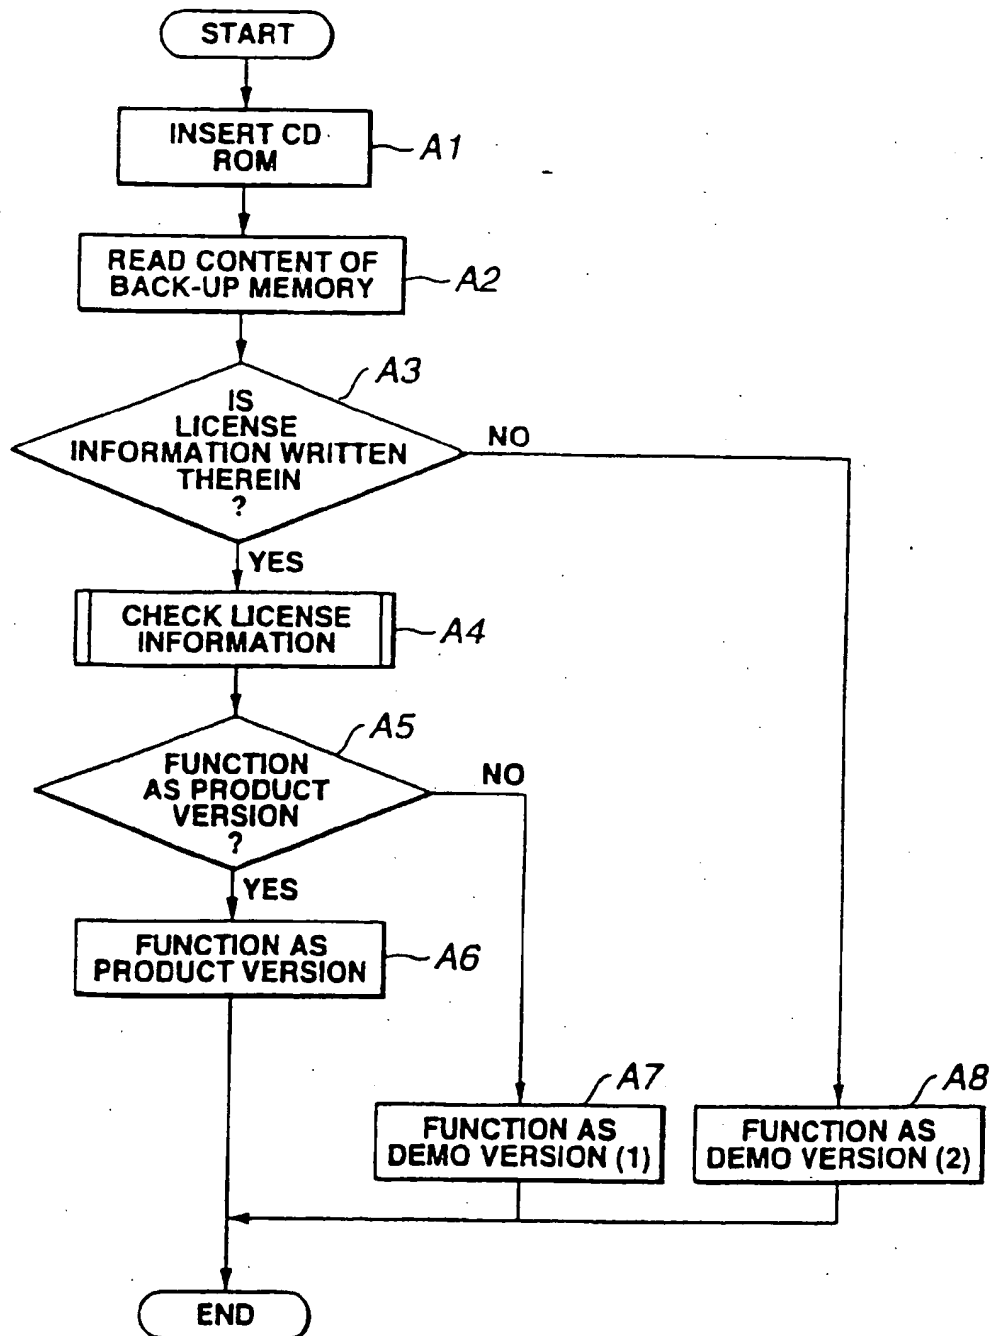 START
INSERT CD
ROM
A1
READ CONTENT OF
BACK-UP MEMORY
A2
A3
IS
LICENSE
INFORMATION WRITTEN
THEREIN
?
NO
YES
CHECK LICENSE
INFORMATION
A4
A5
FUNCTION
AS PRODUCT
VERSION
?
NO
YES
FUNCTION AS
PRODUCT VERSION
A6
A7
FUNCTION AS
DEMO VERSION (1)
A8
FUNCTION AS
DEMO VERSION (2)
END